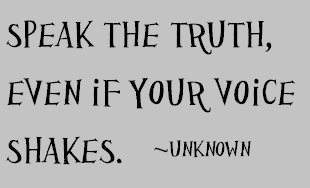 SPEAK THE TRUTH,
EVEN iF YOUR VOiCE
SHAKES. ~UNKNOWN